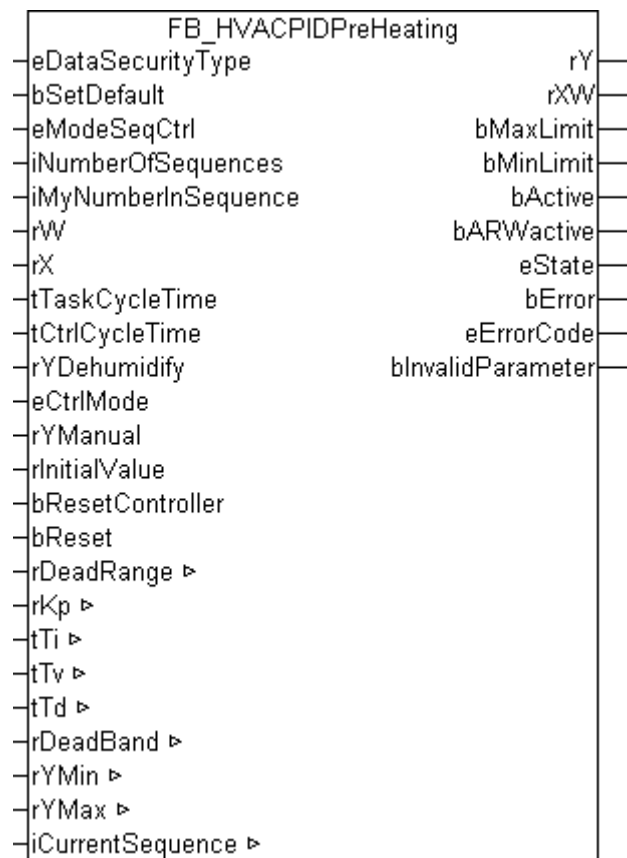 FB_HVACPIDPreHeating
eDataSecurityType rY
bSetDefault rXW
eModeSeqCtrl bMaxLimit
iNumberOfSequences bMinLimit
iMyNumberInSequence bActive
rW bARWactive
rX eState
tTaskCycleTime bError
tCtrlCycleTime eErrorCode
rYDehumidify bInvalidParameter
eCtrlMode
rYManual
rInitialValue
bResetController
bReset
rDeadRange ▹
rKp ▹
tTi ▹
tTv ▹
tTd ▹
rDeadBand ▹
rYMin ▹
rYMax ▹
iCurrentSequence ▹